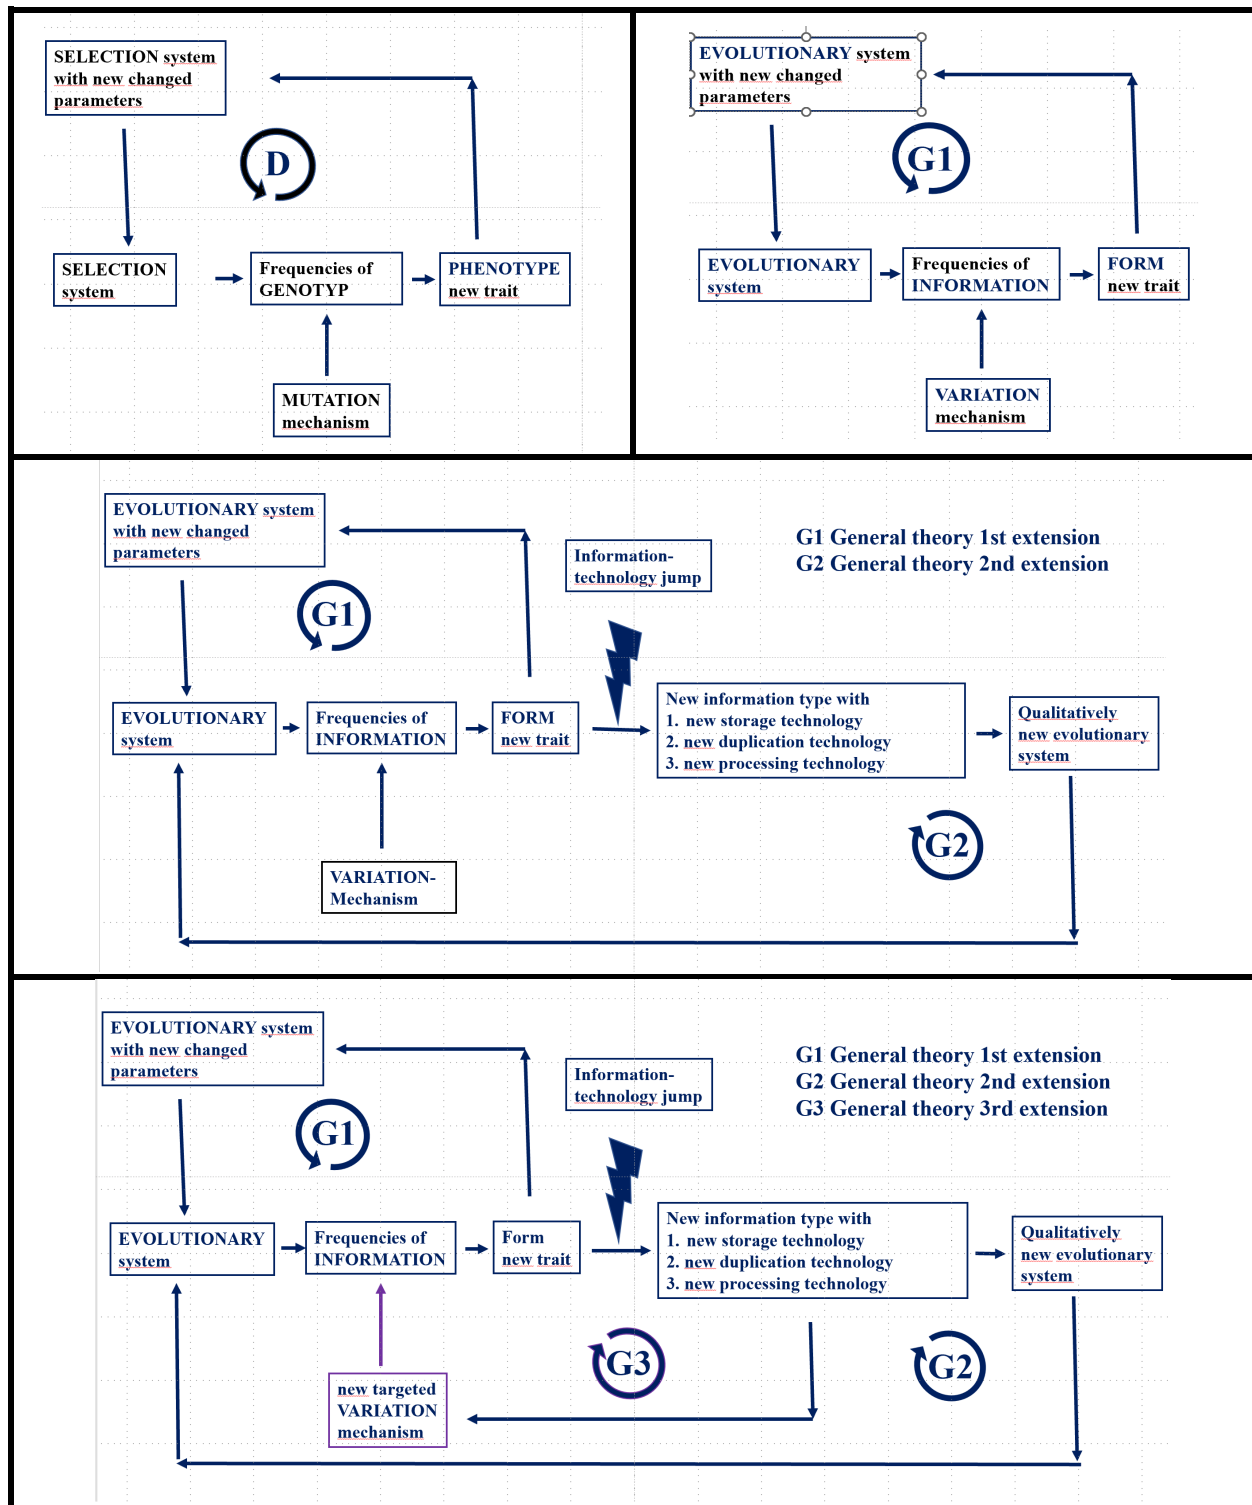 SELECTION system
with new changed
parameters
D
SELECTION
system
Frequencies of
GENOTYP
PHENOTYPE
new trait
MUTATION
mechanism
EVOLUTIONARY system
with new changed
parameters
G1
EVOLUTIONARY
system
Frequencies of
INFORMATION
FORM
new trait
VARIATION
mechanism
EVOLUTIONARY system
with new changed
parameters
Information-
technology jump
G1 General theory 1st extension
G2 General theory 2nd extension
G1
EVOLUTIONARY
system
Frequencies of
INFORMATION
FORM
new trait
New information type with
1. new storage technology
2. new duplication technology
3. new processing technology
Qualitatively
new evolutionary
system
G2
VARIATION-
Mechanism
EVOLUTIONARY system
with new changed
parameters
Information-
technology jump
G1 General theory 1st extension
G2 General theory 2nd extension
G3 General theory 3rd extension
G1
EVOLUTIONARY
system
Frequencies of
INFORMATION
Form
new trait
New information type with
1. new storage technology
2. new duplication technology
3. new processing technology
Qualitatively
new evolutionary
system
G3
G2
new targeted
VARIATION
mechanism